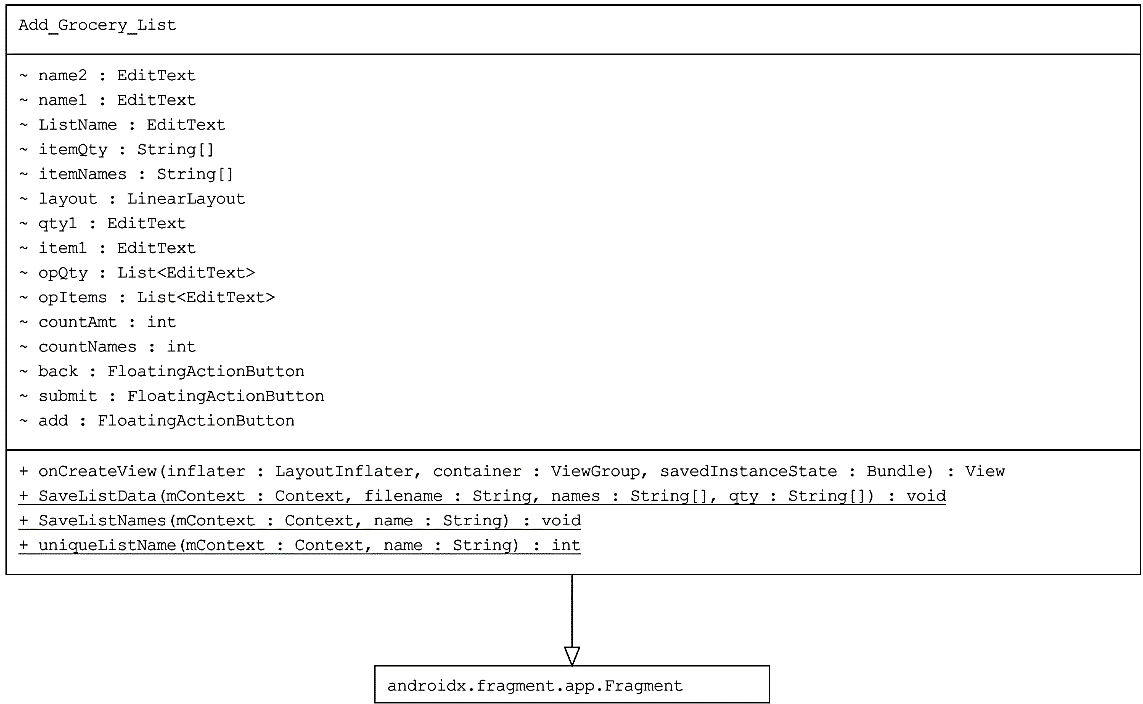 Add_Grocery_List
~ name2 : EditText
~ name1 : EditText
~ ListName : EditText
~ itemQty : String[]
~ itemNames : String[]
~ layout : LinearLayout
~ qty1 : EditText
~ item1 : EditText
~ opQty : List<EditText>
~ opItems : List<EditText>
~ countAmt : int
~ countNames : int
~ back : FloatingActionButton
~ submit : FloatingActionButton
~ add : FloatingActionButton
+ onCreateView(inflater : LayoutInflater, container : ViewGroup, savedInstanceState : Bundle) : View
+ SaveListData(mContext : Context, filename : String, names : String[], qty : String[]) : void
+ SaveListNames(mContext : Context, name : String) : void
+ uniqueListName(mContext : Context, name : String) : int
androidx.fragment.app.Fragment